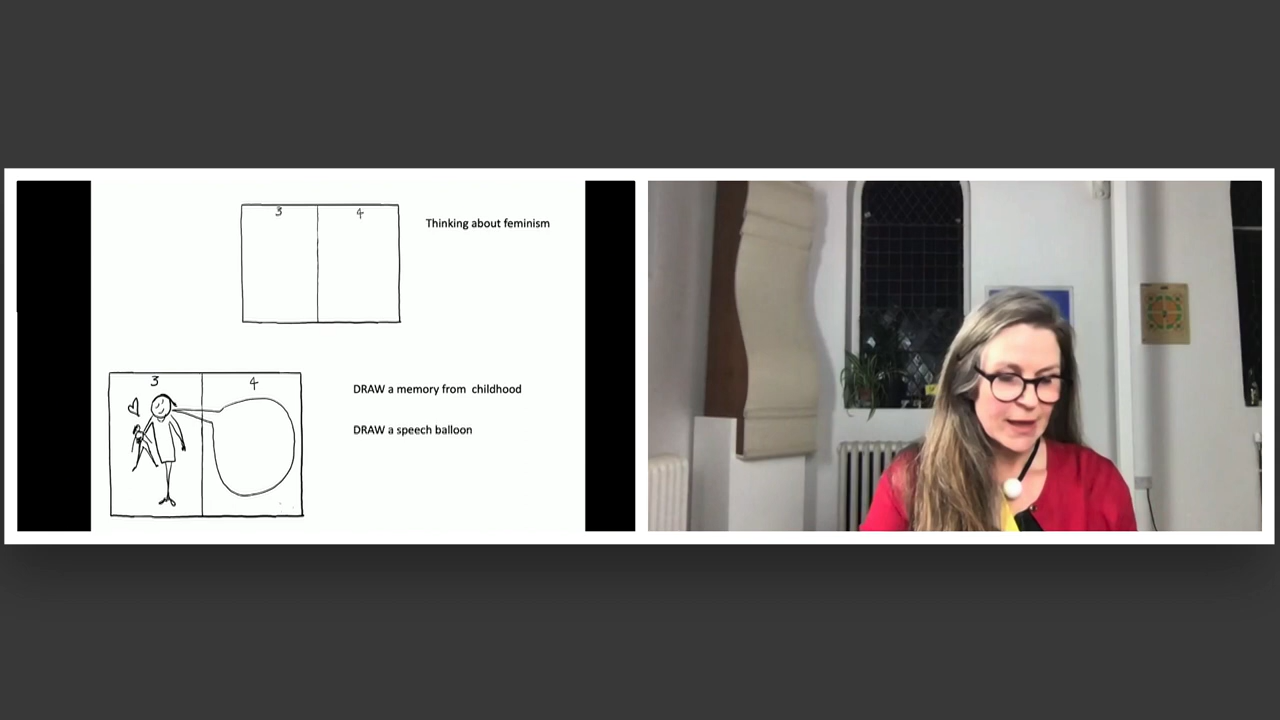 3 4
Thinking about feminism
3 4
DRAW a memory from  childhood
DRAW a speech balloon